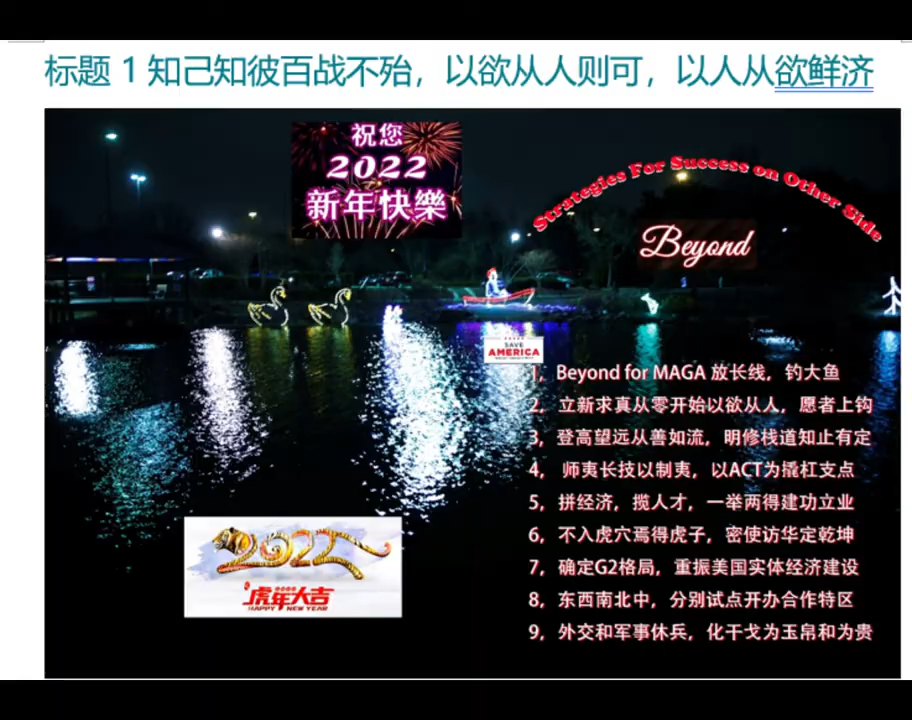 标题 1 知己知彼百战不殆，以欲从人则可，以人从欲鲜济
祝您
2022
新年快樂
Strategies For Success on Other Side
Beyond
SAVE
AMERICA
1，Beyond for MAGA 放长线，钓大鱼
2，立新求真从零开始以欲从人，愿者上钩
3，登高望远从善如流，明修栈道知止有定
4， 师夷长技以制夷，以ACT为撬杠支点
5，拼经济，揽人才，一举两得建功立业
6，不入虎穴焉得虎子，密使访华定乾坤
7，确定G2格局，重振美国实体经济建设
8，东西南北中，分别试点开办合作特区
9，外交和军事休兵，化干戈为玉帛和为贵
2022
虎年大吉
HAPPY NEW YEAR